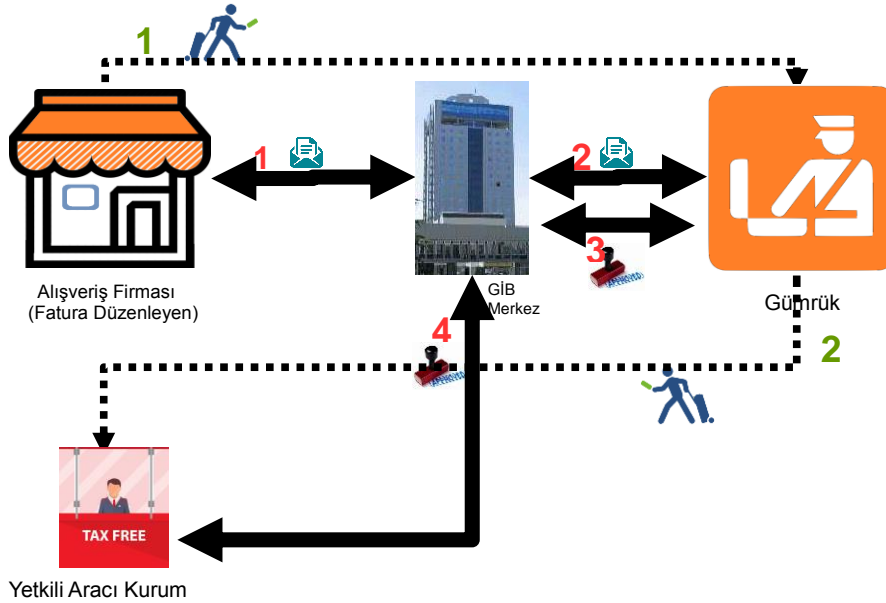 1
1
2
3
Alışveriş Firması
(Fatura Düzenleyen)
GİB
Merkez
Gümrük
4
2
TAX FREE
Yetkili Aracı Kurum